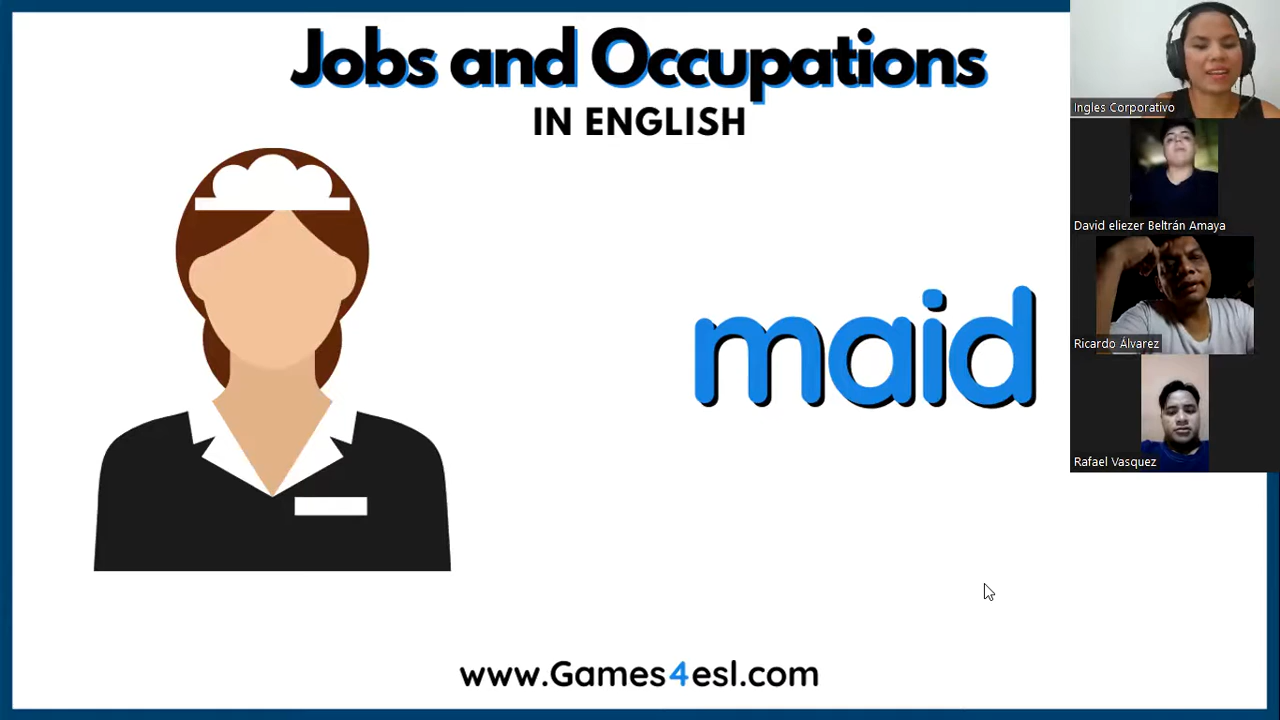 Jobs and Occupations
IN ENGLISH
maid
www.Games4esl.com
Ingles Corporativo
David eliezer Beltrán Amaya
Ricardo Álvarez
Rafael Vasquez